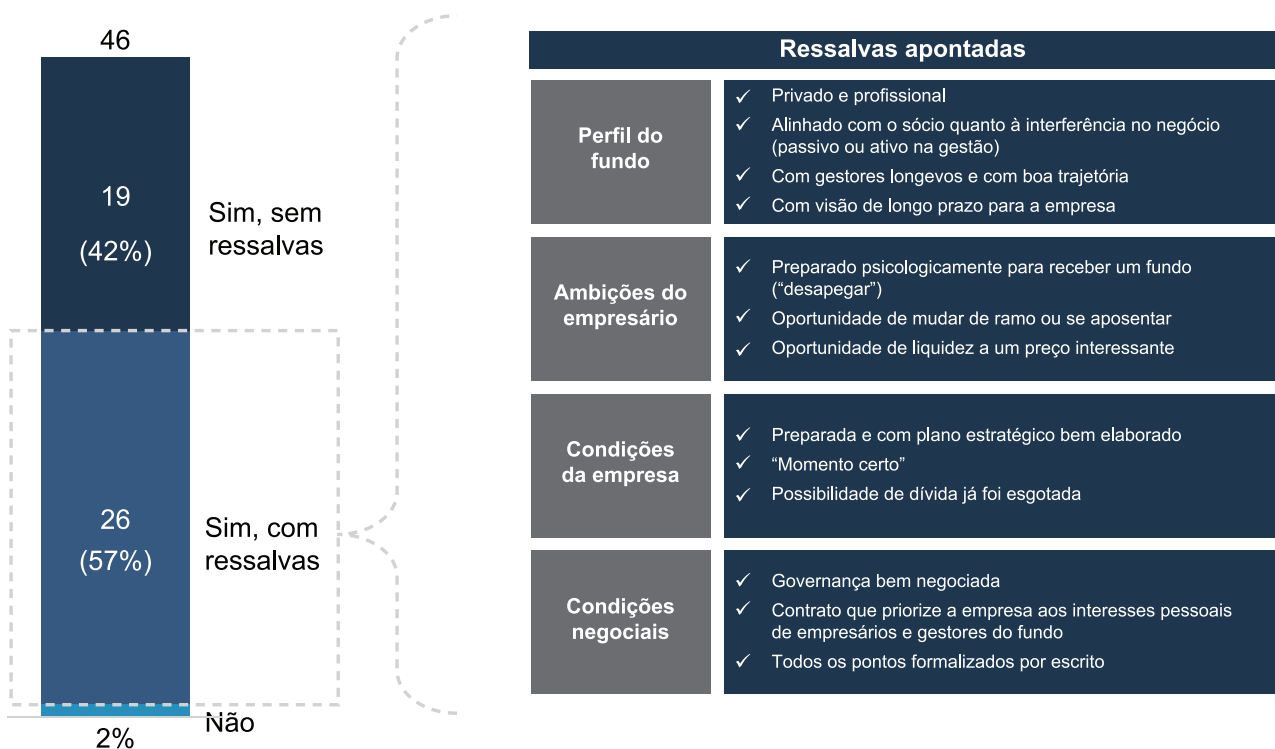 46
19
(42%)
Sim, sem
ressalvas
26
(57%)
Sim, com
ressalvas
Não
2%
Ressalvas apontadas
Perfil do
fundo
✓ Privado e profissional
✓ Alinhado com o sócio quanto à interferência no negócio
(passivo ou ativo na gestão)
✓ Com gestores longevos e com boa trajetória
✓ Com visão de longo prazo para a empresa
Ambições do
empresário
✓ Preparado psicologicamente para receber um fundo
(“desapegar”)
✓ Oportunidade de mudar de ramo ou se aposentar
✓ Oportunidade de liquidez a um preço interessante
Condições
da empresa
✓ Preparada e com plano estratégico bem elaborado
✓ “Momento certo”
✓ Possibilidade de dívida já foi esgotada
Condições
negociais
✓ Governança bem negociada
✓ Contrato que priorize a empresa aos interesses pessoais
de empresários e gestores do fundo
✓ Todos os pontos formalizados por escrito